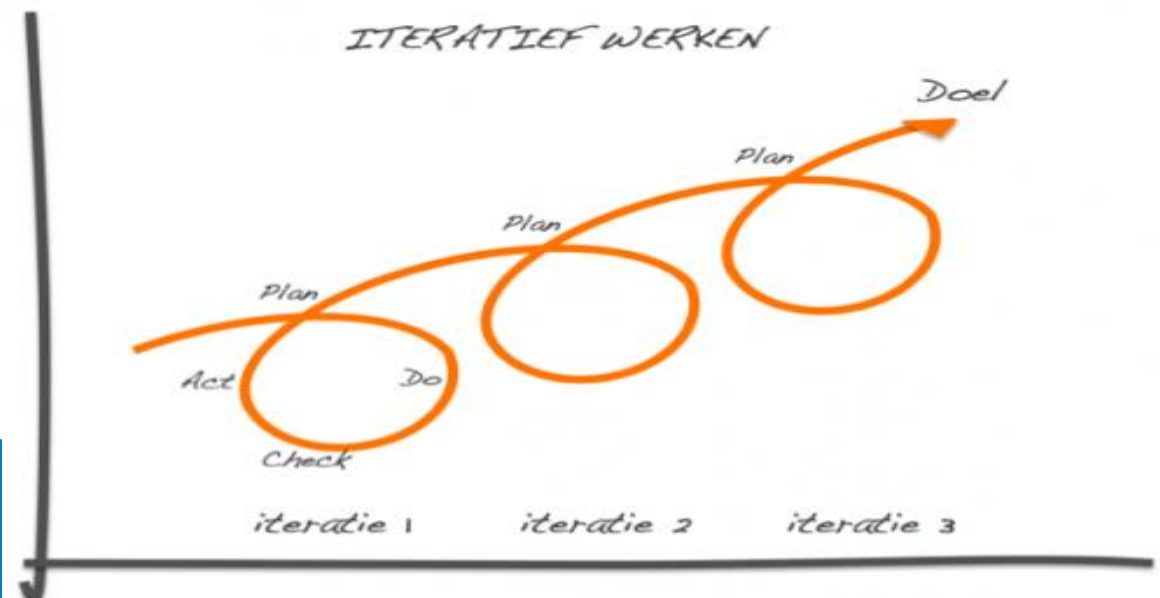 ITERATIEF WERKEN
Doel
Plan
Plan
Plan
Act
Do
Check
iteratie 1
iteratie 2
iteratie 3